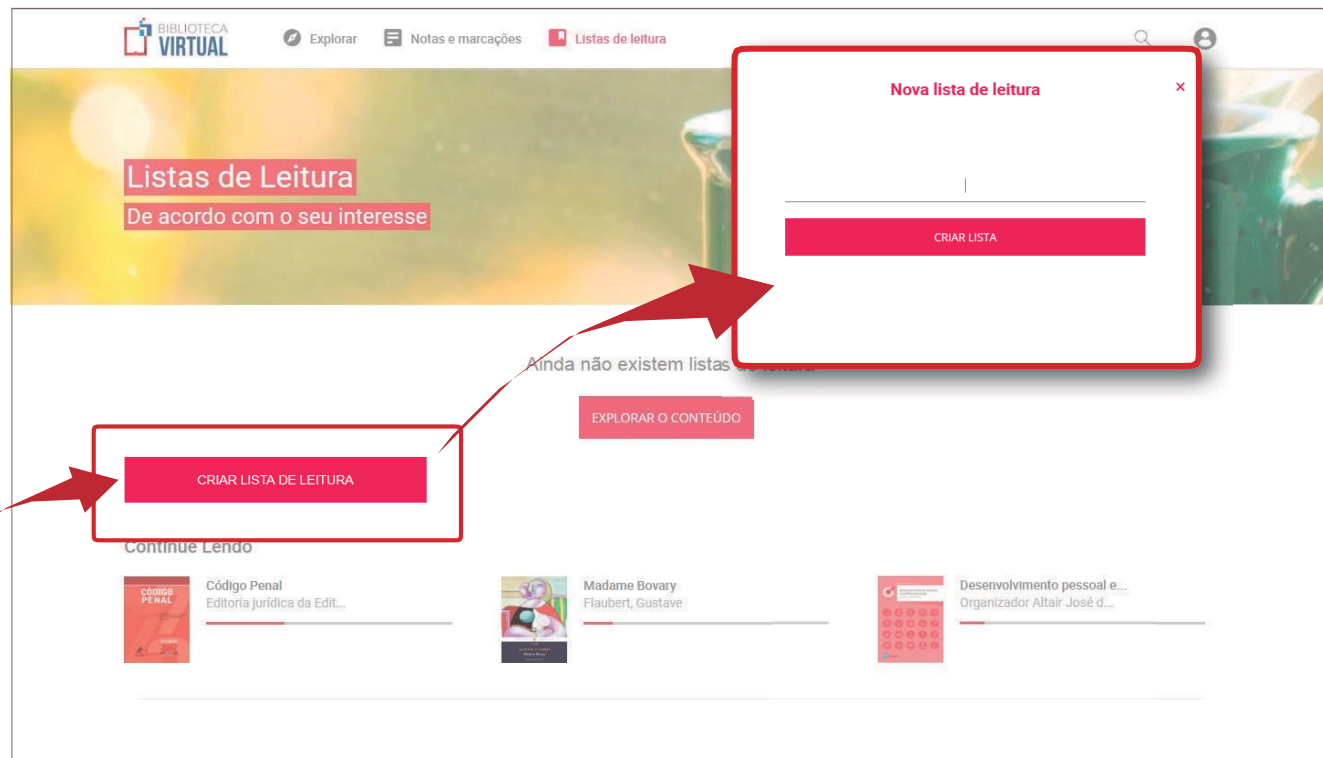 BIBLIOTECA
VIRTUAL
Explorar
Notas e marcações
Listas de leitura
Nova lista de leitura
×
CRIAR LISTA
Listas de Leitura
De acordo com o seu interesse
Ainda não existem listas de leitura
EXPLORAR O CONTEÚDO
CRIAR LISTA DE LEITURA
Continue Lendo
CÓDIGO
PENAL
Código Penal
Editoria jurídica da Edit...
Madame Bovary
Flaubert, Gustave
Desenvolvimento pessoal e...
Organizador Altair José d...